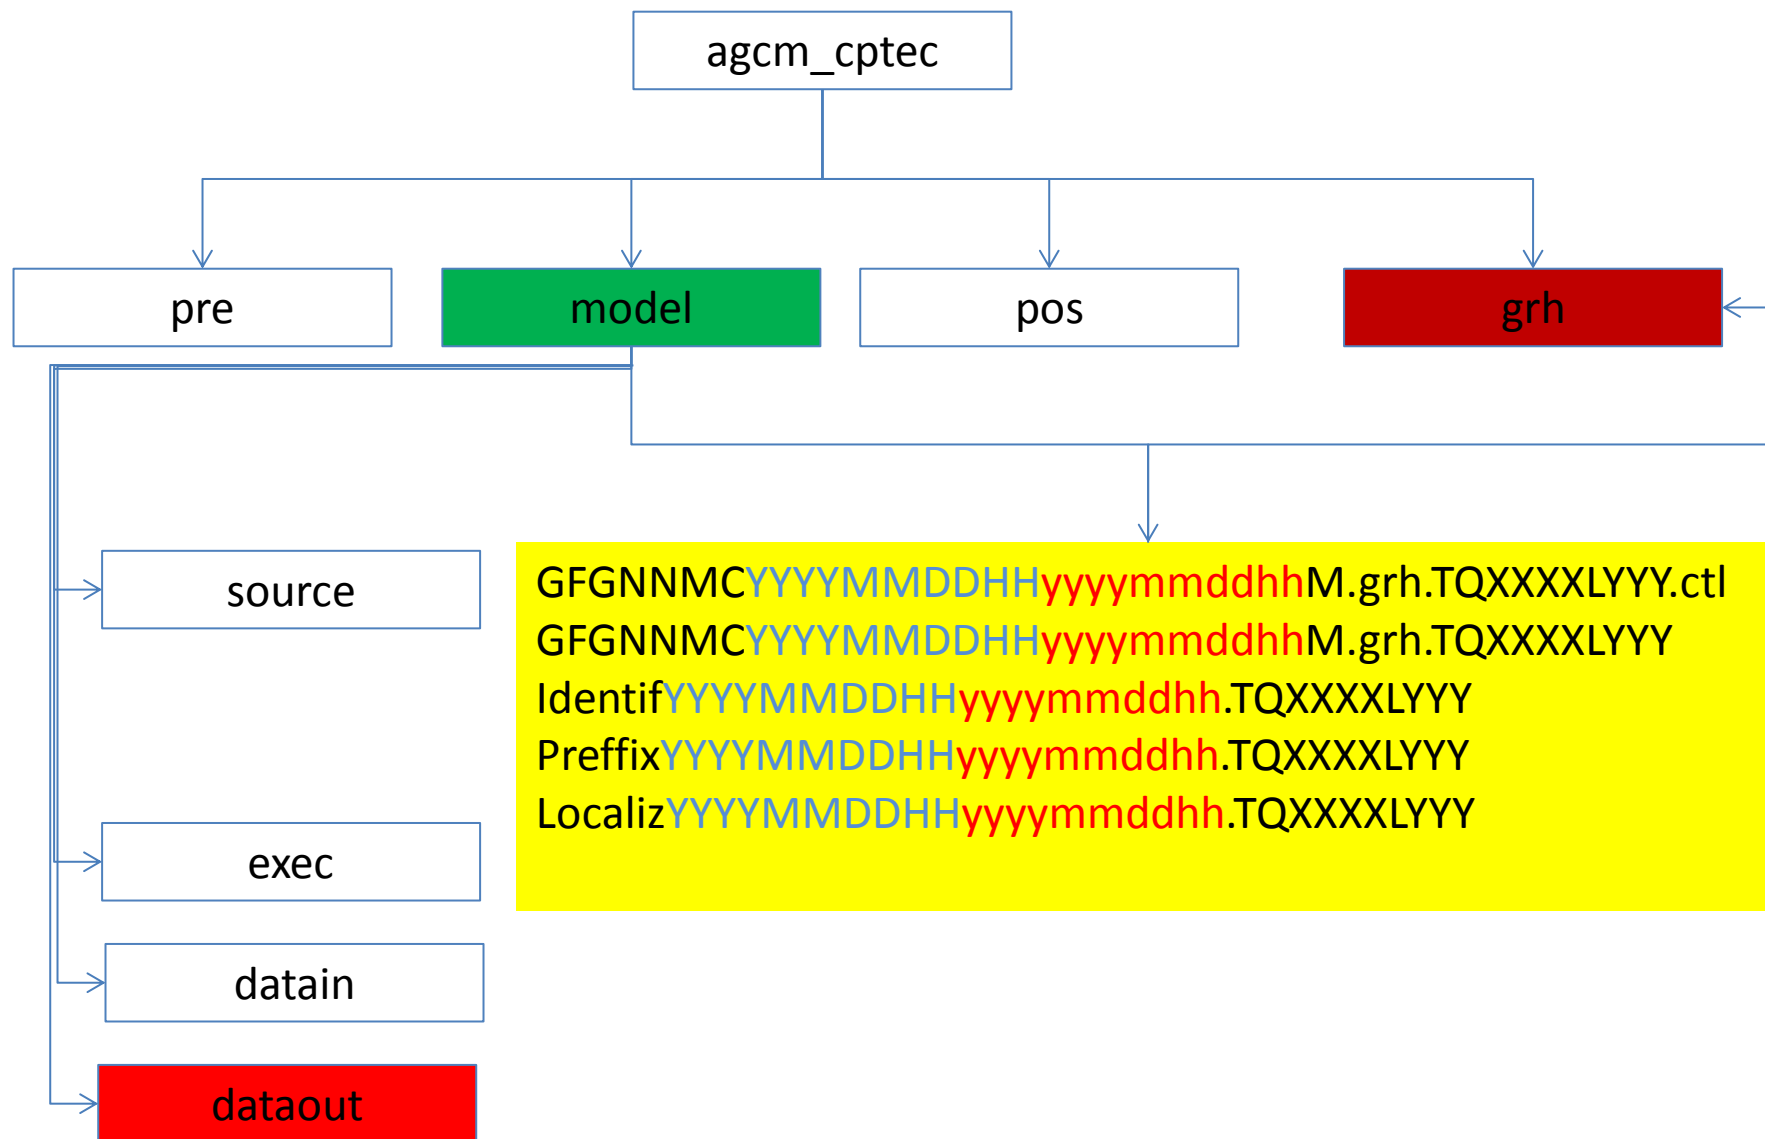 agcm_cptec
pre
model
pos
grh
source
exec
datain
dataout
GFGNNMCYYYYMMDDHHyyyymmddhhM.grh.TQXXXXLYYY.ctl
GFGNNMCYYYYMMDDHHyyyymmddhhM.grh.TQXXXXLYYY
IdentifYYYYMMDDHHyyyymmddhh.TQXXXXLYYY
PreffixYYYYMMDDHHyyyymmddhh.TQXXXXLYYY
LocalizYYYYMMDDHHyyyymmddhh.TQXXXXLYYY